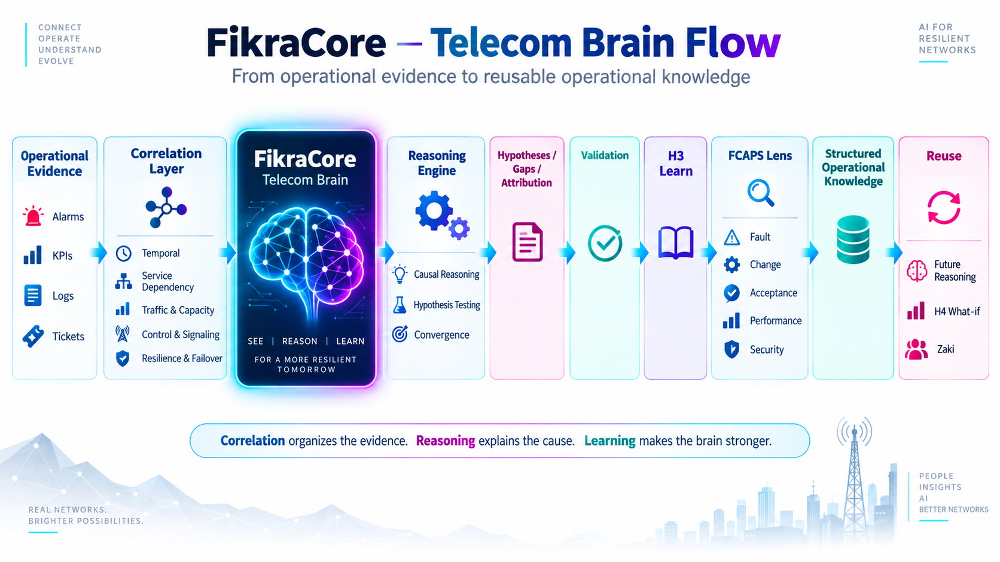 CONNECT
OPERATE
UNDERSTAND
EVOLVE
FikraCore — Telecom Brain Flow
From operational evidence to reusable operational knowledge
AI FOR
RESILIENT
NETWORKS
Operational
Evidence
Alarms
KPIs
Logs
Tickets
Correlation
Layer
Temporal
Service
Dependency
Traffic & Capacity
Control & Signaling
Resilience & Failover
FikraCore
Telecom Brain
SEE | REASON | LEARN
FOR A MORE RESILIENT
TOMORROW
Reasoning
Engine
Causal Reasoning
Hypothesis Testing
Convergence
Hypotheses /
Gaps /
Attribution
Validation
H3
Learn
FCAPS Lens
Fault
Change
Acceptance
Performance
Security
Structured
Operational
Knowledge
Reuse
Future
Reasoning
H4 What-if
Zaki
Correlation organizes the evidence. Reasoning explains the cause. Learning makes the brain stronger.
REAL NETWORKS.
BRIGHTER POSSIBILITIES.
PEOPLE
INSIGHTS
AI
BETTER NETWORKS